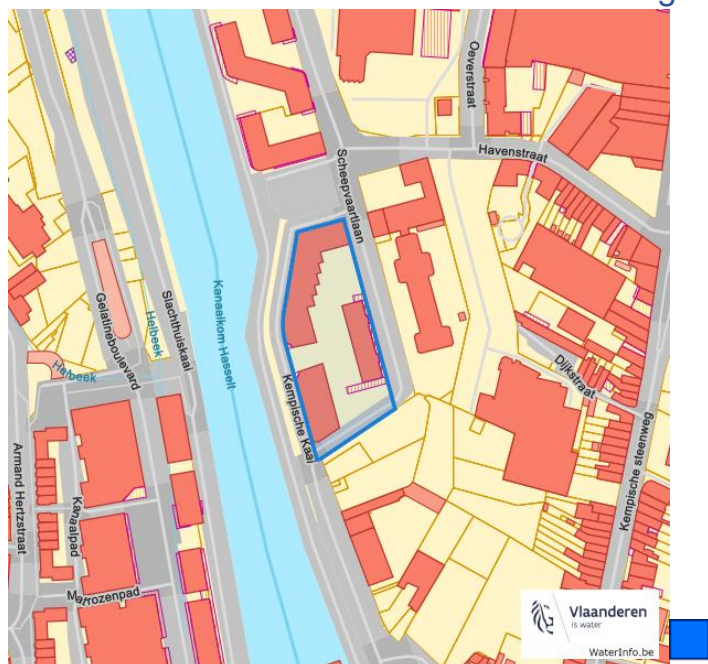 g
Oeverstraat
Havenstraat
Scheepvaartlaan
Gelatineboulevard
Helbeek
Slachthuiskaai
Kanaalkom Hasselt
Helbeek
Kempische Kaai
Dijkstraat
Kempische steenweg
Armand Hertzstraat
Kanaalpad
Matrozenpad
Vlaanderen
is water
WaterInfo.be